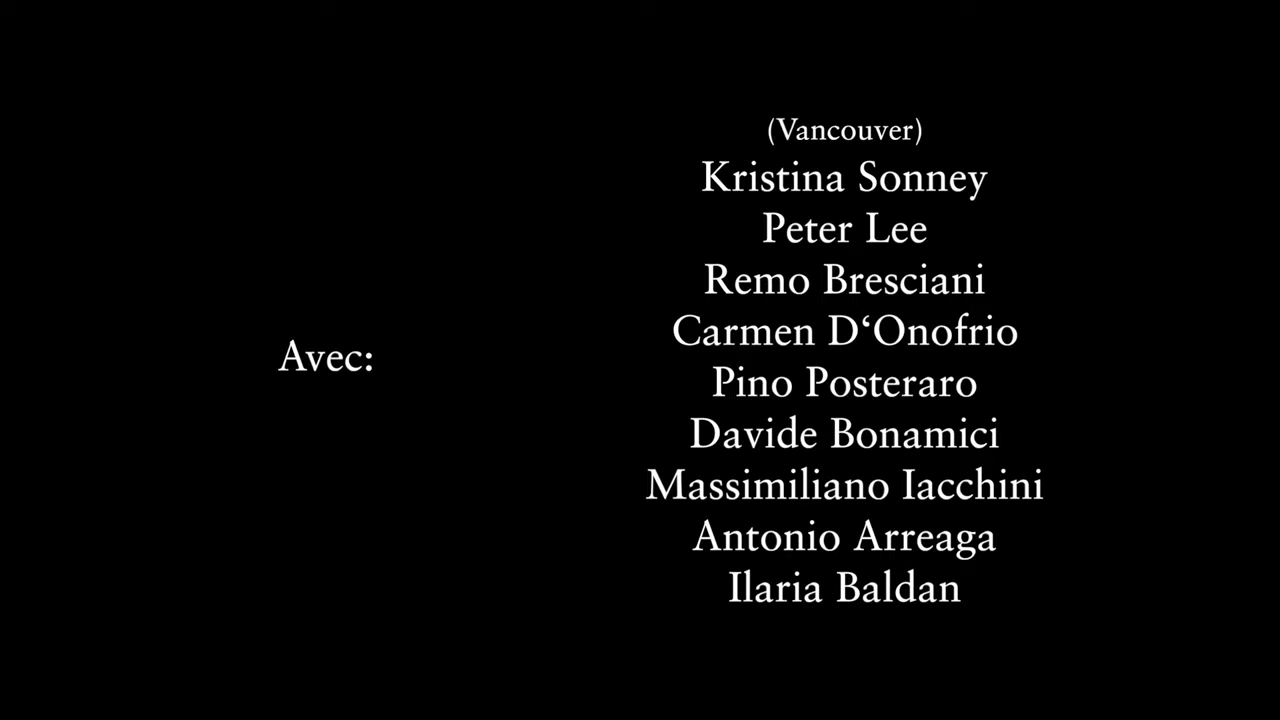 (Vancouver)
Kristina Sonney
Peter Lee
Remo Bresciani
Carmen D‘Onofrio
Avec:
Pino Posteraro
Davide Bonamici
Massimiliano Iacchini
Antonio Arreaga
Ilaria Baldan